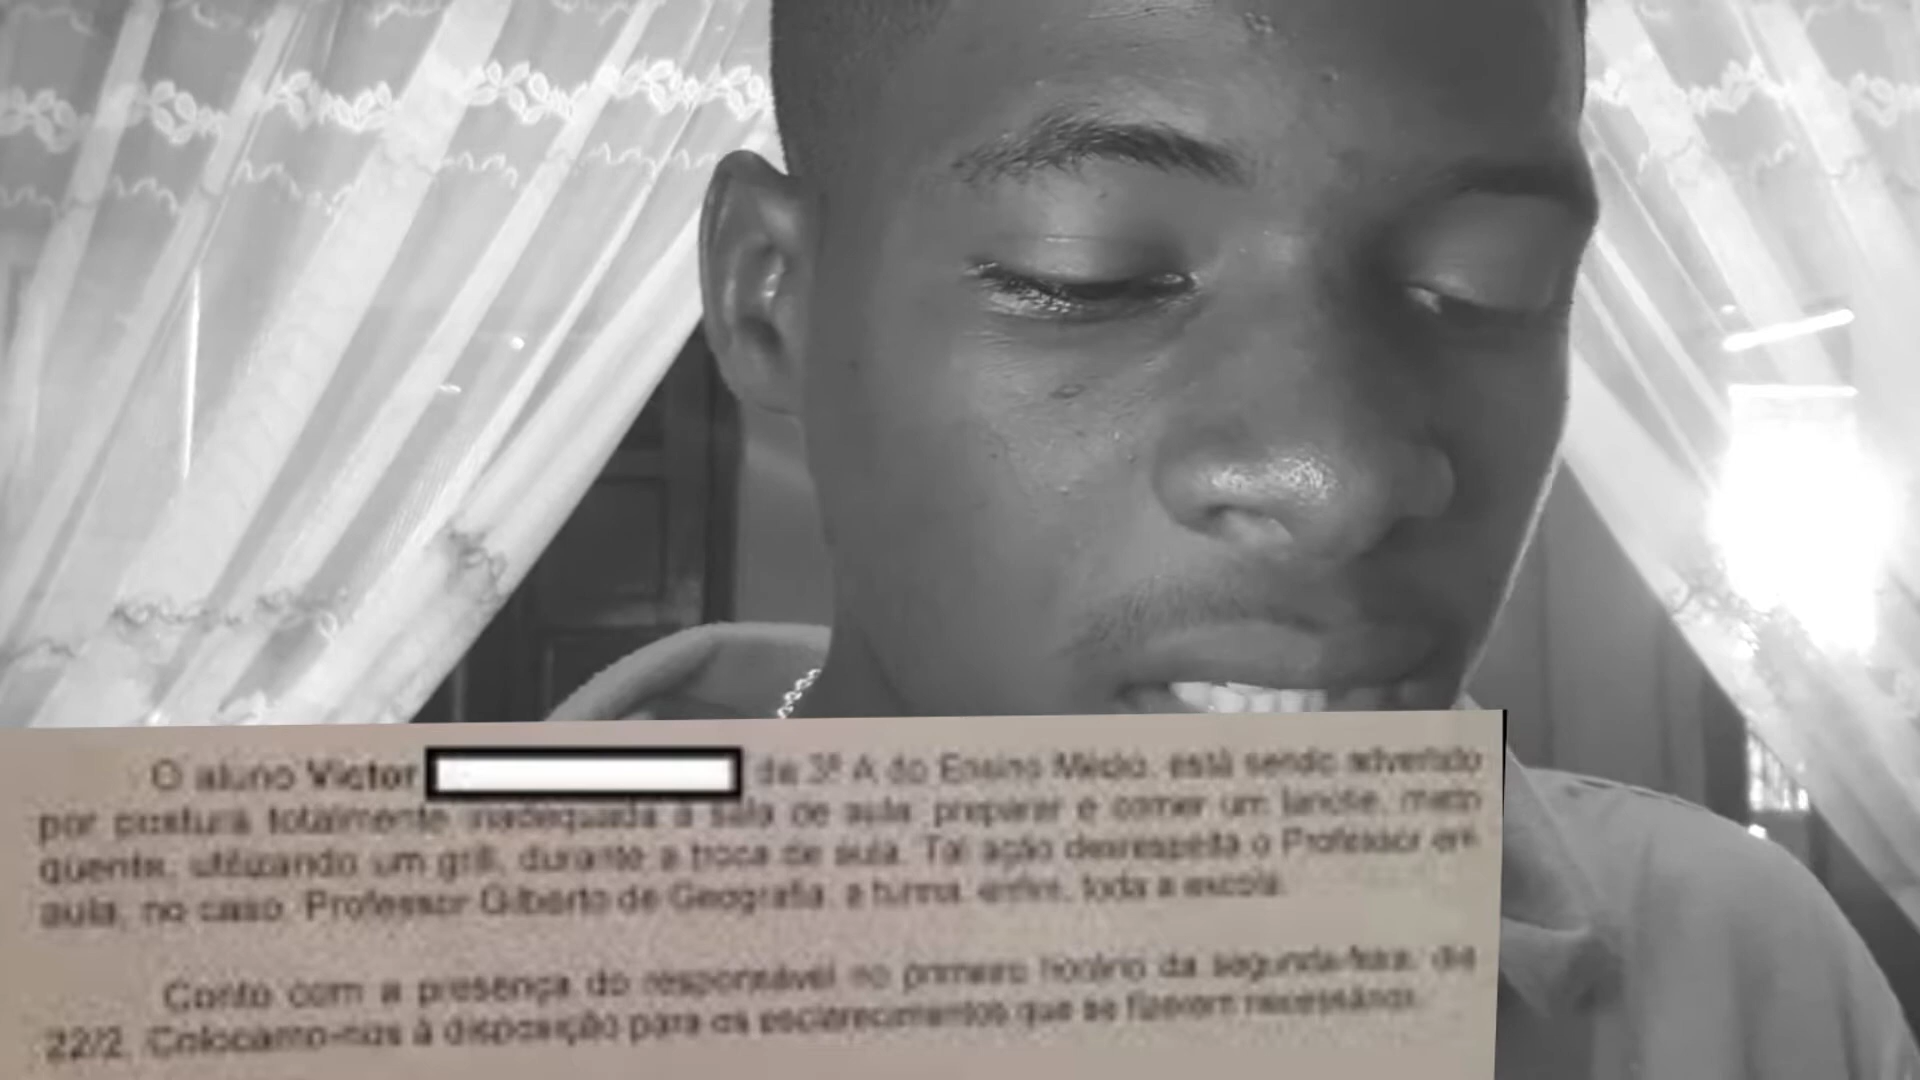 O aluno Victor da 3ª A do Ensino Médio, está sendo advertido
por postura totalmente inadequada à sala de aula: preparar e comer um lanche, misto
quente, utilizando um grill, durante a troca de aula. Tal ação desrespeita o Professor em
aula, no caso, Professor Gilberto de Geografia, a turma, enfim, toda a escola.
Conto com a presença do responsável no primeiro horário da segunda-feira, dia
22/2. Colocamo-nos à disposição para os esclarecimentos que se fizerem necessários.